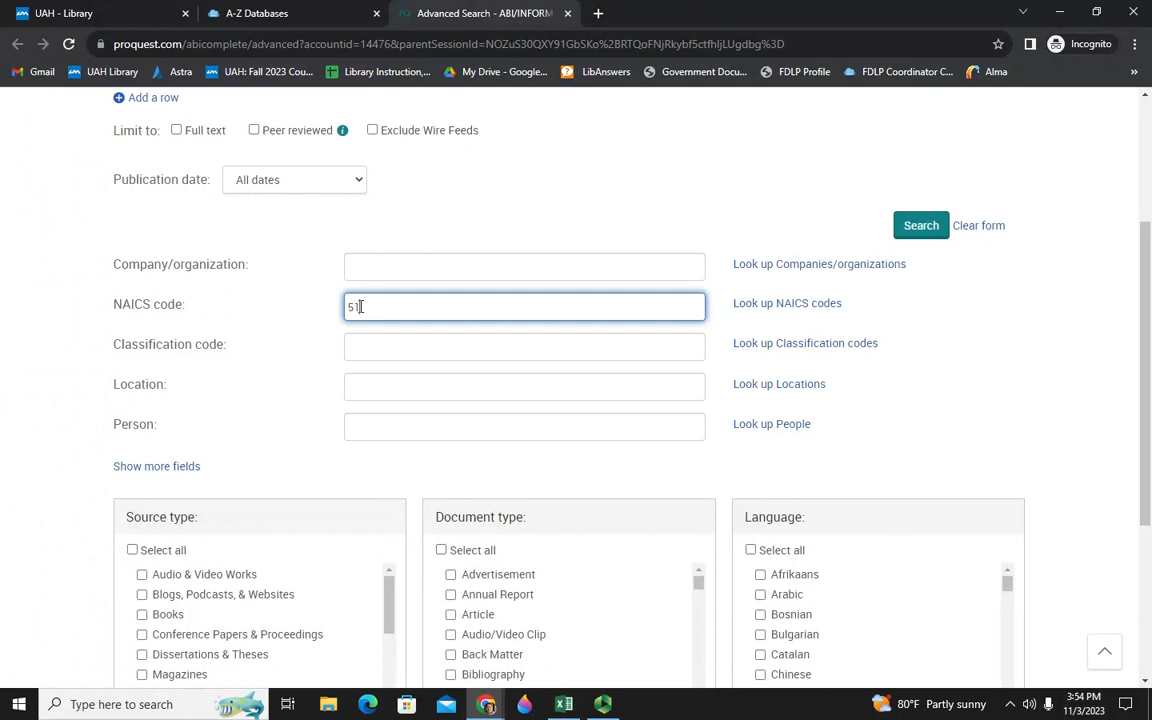 UAH - Library
A-Z Databases
Advanced Search - ABI/INFORM
proquest.com/abicomplete/advanced?accountid=14476&parentSessionId=NOZuS30QXY91GbSKo%2BRTQoFNjRkybf5ctfhIjLUgdbg%3D
Incognito
Gmail
UAH Library
Astra
UAH: Fall 2023 Cou...
Library Instruction,...
My Drive - Google...
LibAnswers
Government Docu...
FDLP Profile
FDLP Coordinator C...
Alma
»
Add a row
Limit to: Full text Peer reviewed Exclude Wire Feeds
Publication date: All dates
Search Clear form
Company/organization: Look up Companies/organizations
NAICS code: 51 Look up NAICS codes
Classification code: Look up Classification codes
Location: Look up Locations
Person: Look up People
Show more fields
Source type:
Select all
Audio & Video Works
Blogs, Podcasts, & Websites
Books
Conference Papers & Proceedings
Dissertations & Theses
Magazines
Document type:
Select all
Advertisement
Annual Report
Article
Audio/Video Clip
Back Matter
Bibliography
Language:
Select all
Afrikaans
Arabic
Bosnian
Bulgarian
Catalan
Chinese
Type here to search
80°F Partly sunny
3:54 PM
11/3/2023